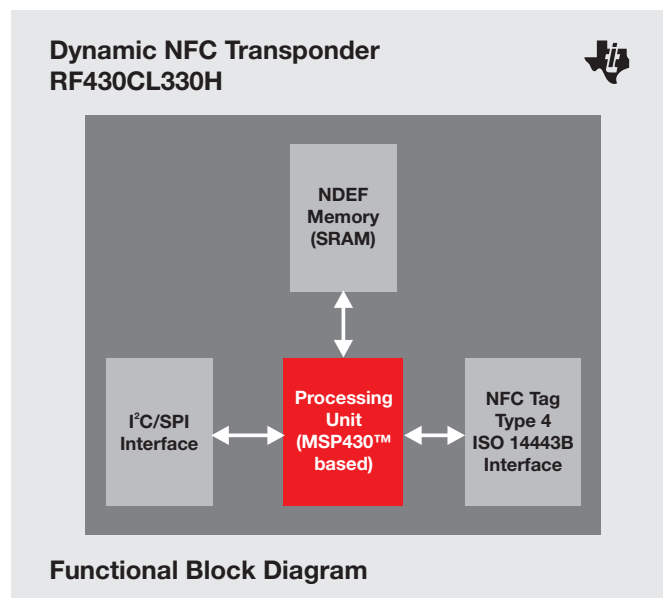 Dynamic NFC Transponder
RF430CL330H
NDEF
Memory
(SRAM)
I²C/SPI
Interface
Processing
Unit
(MSP430™
based)
NFC Tag
Type 4
ISO 14443B
Interface
Functional Block Diagram